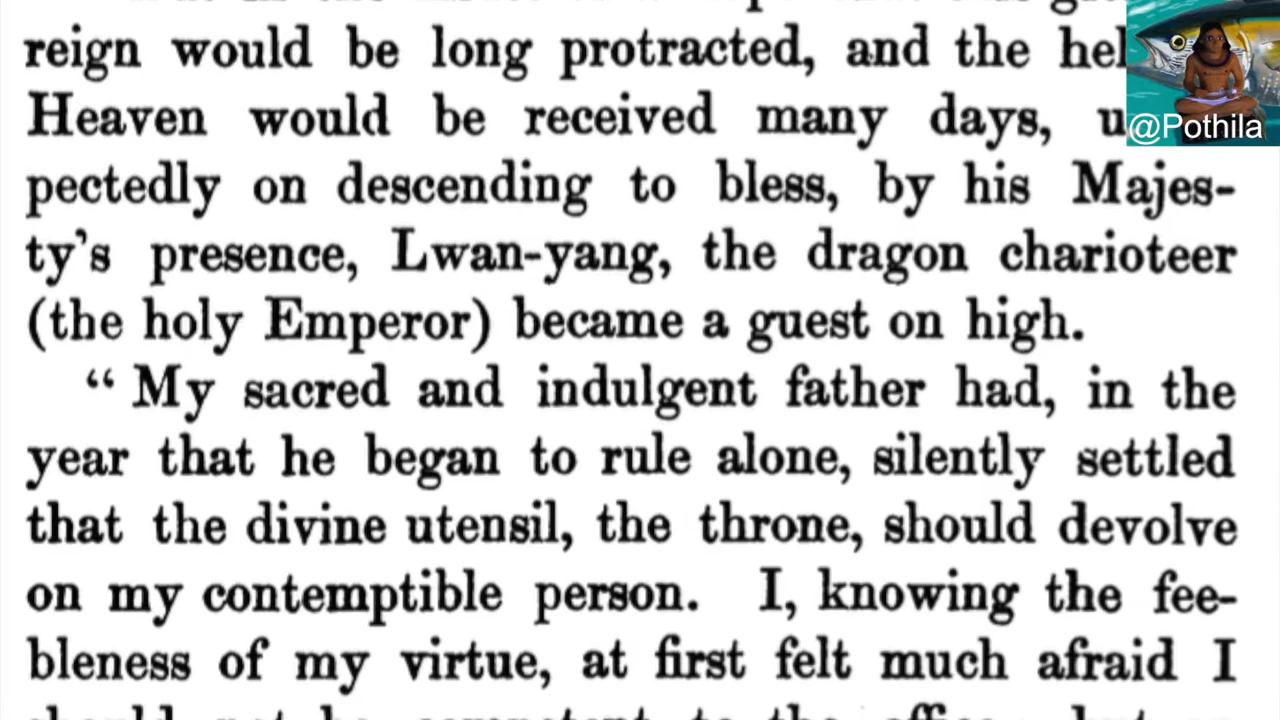 reign would be long protracted, and the
Heaven would be received many days,
pectedly on descending to bless, by his Majes-
ty's presence, Lwan-yang, the dragon charioteer
(the holy Emperor) became a guest on high.
“ My sacred and indulgent father had, in the
year that he began to rule alone, silently settled
that the divine utensil, the throne, should devolve
on my contemptible person. I, knowing the fee-
bleness of my virtue, at first felt much afraid I
@Pothila